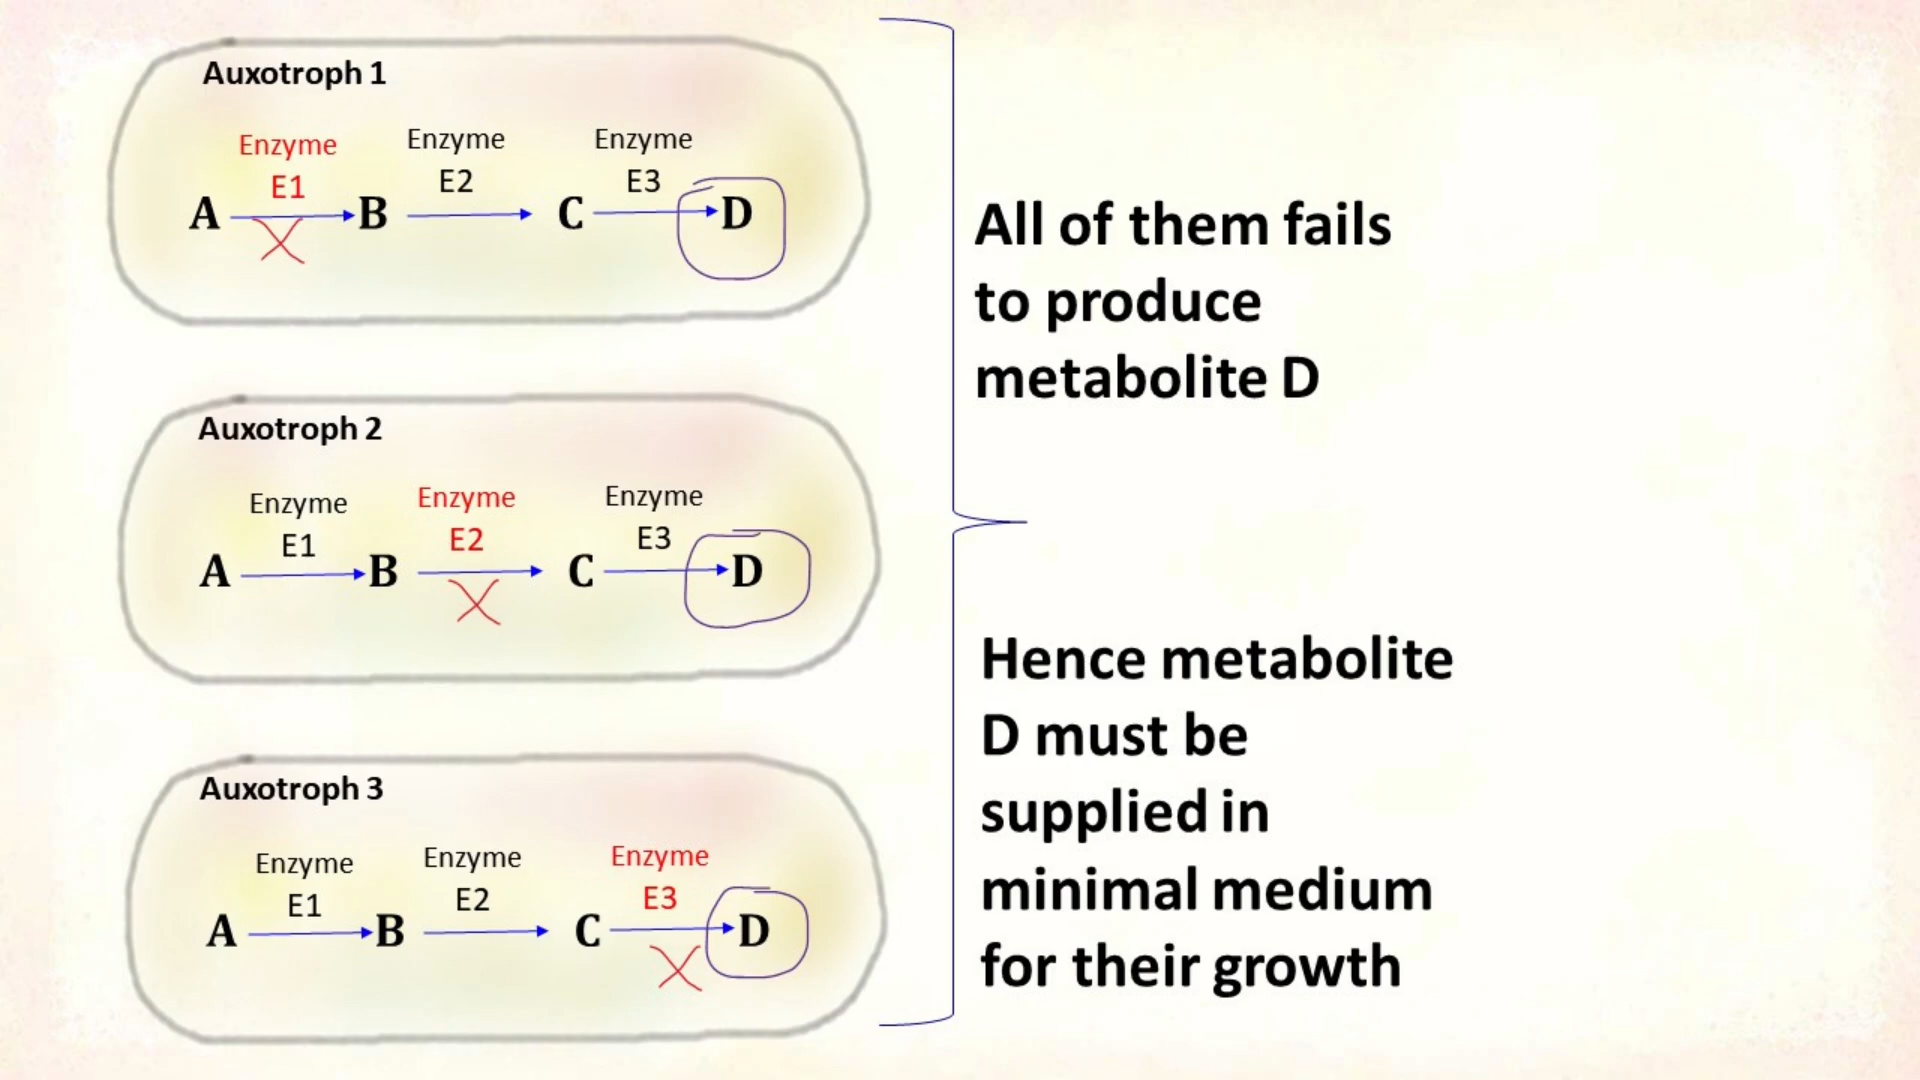 Auxotroph 1
Enzyme Enzyme Enzyme
E1 E2 E3
A B C D
Auxotroph 2
Enzyme Enzyme Enzyme
E1 E2 E3
A B C D
Auxotroph 3
Enzyme Enzyme Enzyme
E1 E2 E3
A B C D
All of them fails
to produce
metabolite D
Hence metabolite
D must be
supplied in
minimal medium
for their growth